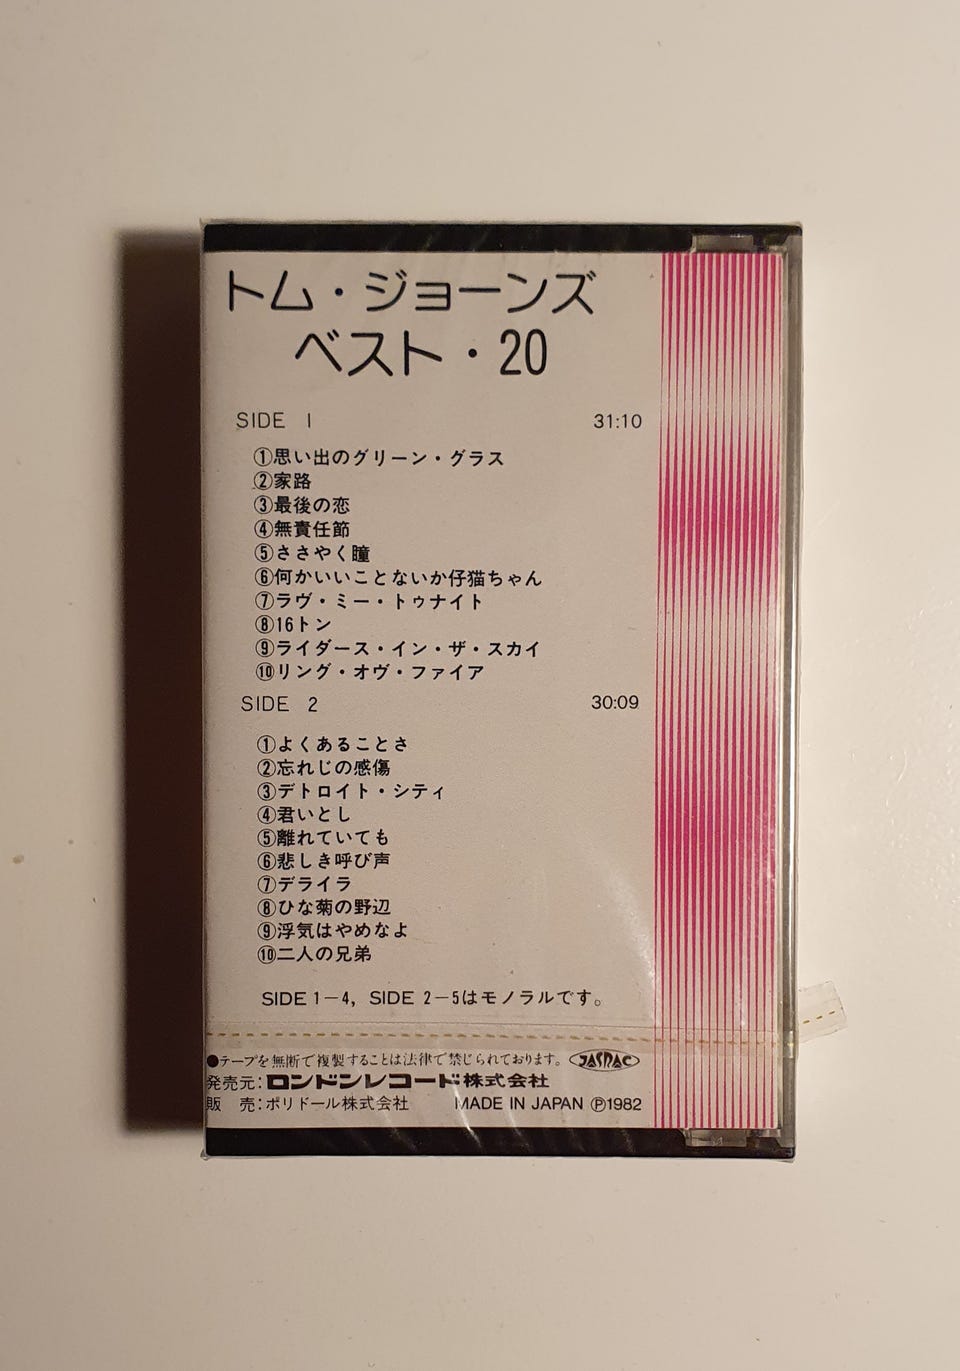 トム・ジョーンズ
ベスト・20
SIDE 1 31:10
①思い出のグリーン・グラス
②家路
③最後の恋
④無責任節
⑤ささやく瞳
⑥何かいいことないか仔猫ちゃん
⑦ラヴ・ミー・トゥナイト
⑧16トン
⑨ライダース・イン・ザ・スカイ
⑩リング・オヴ・ファイア
SIDE 2 30:09
①よくあることさ
②忘れじの感傷
③デトロイト・シティ
④君いとし
⑤離れていても
⑥悲しき呼び声
⑦デライラ
⑧ひな菊の野辺
⑨浮気はやめなよ
⑩二人の兄弟
SIDE 1−4, SIDE 2−5はモノラルです。
●テープを無断で複製することは法律で禁じられております。 JASRAC
発売元:ロンドンレコード株式会社
販 売:ポリドール株式会社 MADE IN JAPAN Ⓟ1982